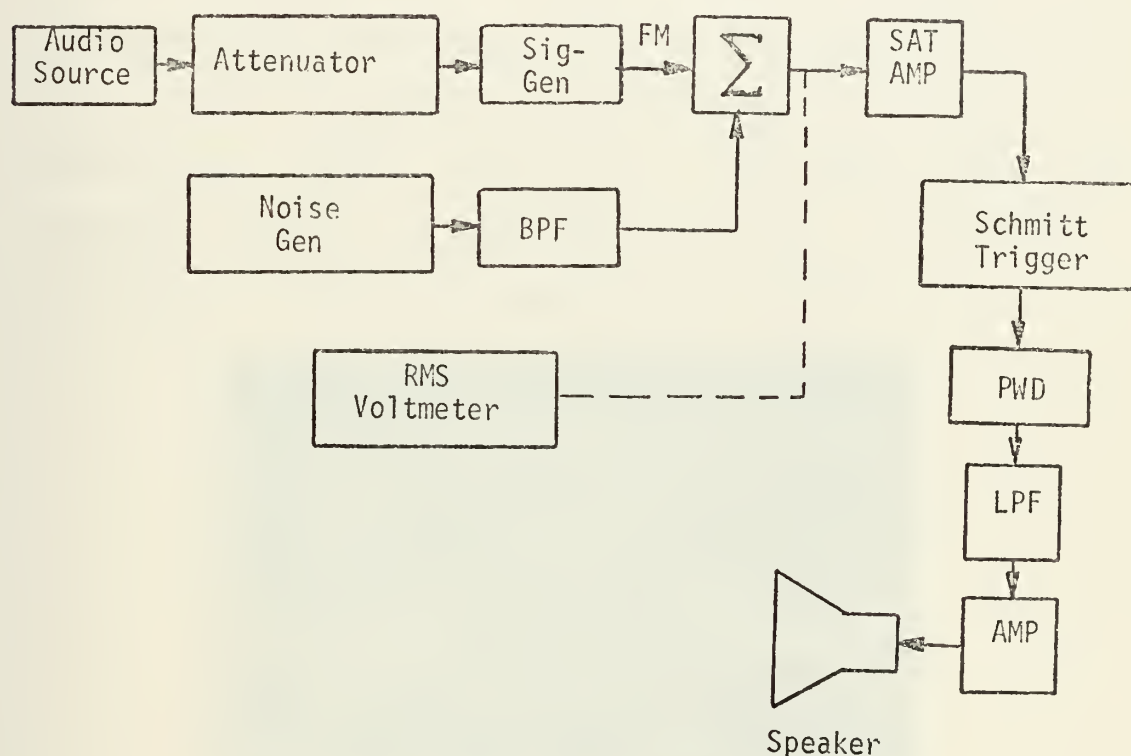 Audio
Source
Attenuator
Sig-
Gen
FM
Σ
SAT
AMP
Noise
Gen
BPF
Schmitt
Trigger
RMS
Voltmeter
PWD
LPF
AMP
Speaker